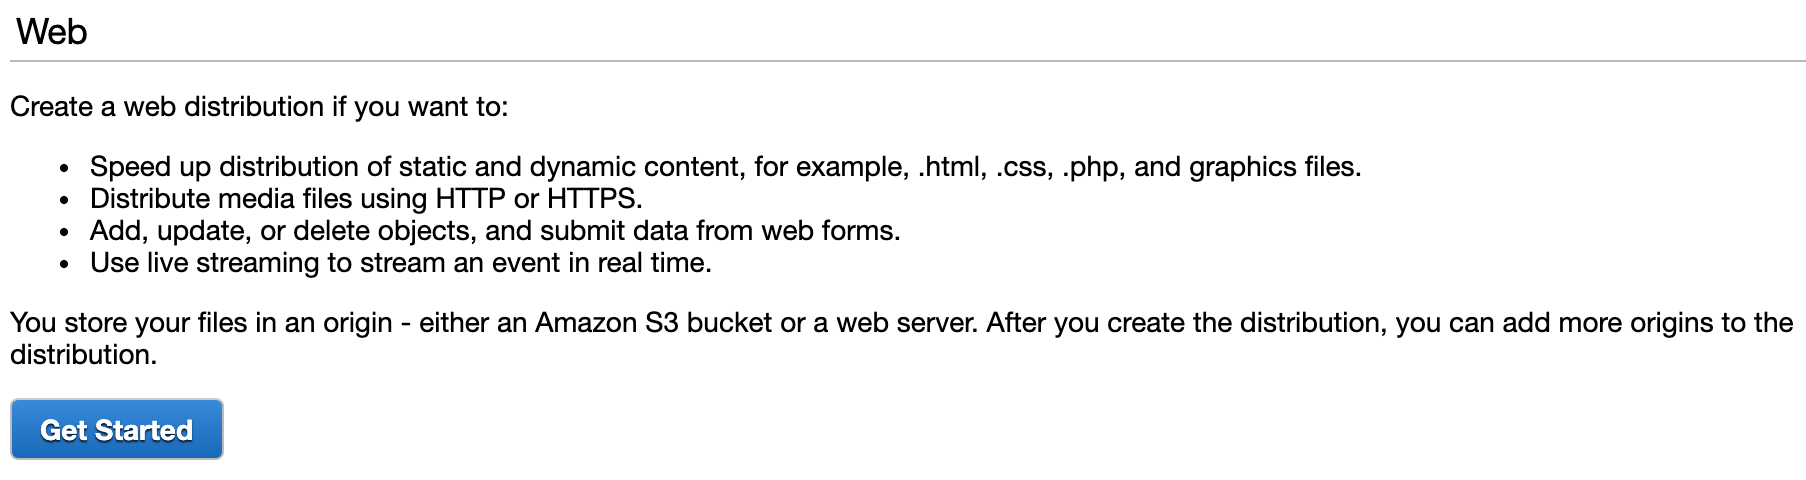 Web
Create a web distribution if you want to:
• Speed up distribution of static and dynamic content, for example, .html, .css, .php, and graphics files.
• Distribute media files using HTTP or HTTPS.
• Add, update, or delete objects, and submit data from web forms.
• Use live streaming to stream an event in real time.
You store your files in an origin - either an Amazon S3 bucket or a web server. After you create the distribution, you can add more origins to the
distribution.
Get Started